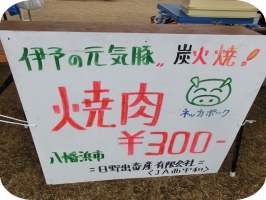 伊予の元気豚〃 炭火焼!
焼肉
ネッカポーク
¥300-
八幡浜市
=日野出畜産有限会社=
(JA西宇和)